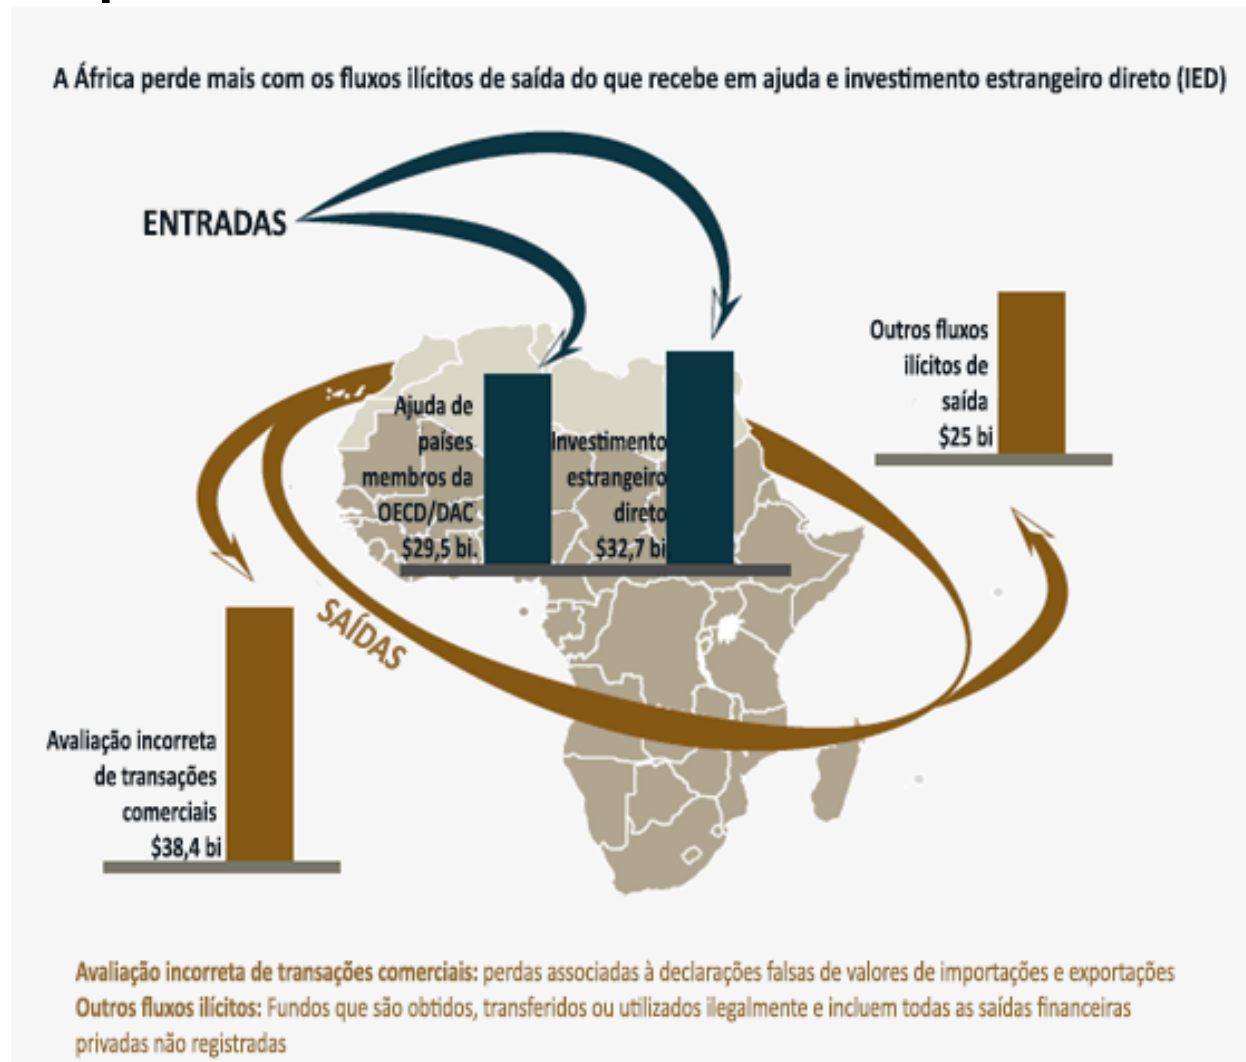 A África perde mais com os fluxos ilícitos de saída do que recebe em ajuda e investimento estrangeiro direto (IED)
ENTRADAS
Outros fluxos
ilícitos de
saída
$25 bi
Ajuda de
países
membros da
OECD/DAC
$29,5 bi.
Investimento
estrangeiro
direto
$32,7 bi
SAÍDAS
Avaliação incorreta
de transações
comerciais
$38,4 bi
Avaliação incorreta de transações comerciais: perdas associadas à declarações falsas de valores de importações e exportações
Outros fluxos ilícitos: Fundos que são obtidos, transferidos ou utilizados ilegalmente e incluem todas as saídas financeiras
privadas não registradas